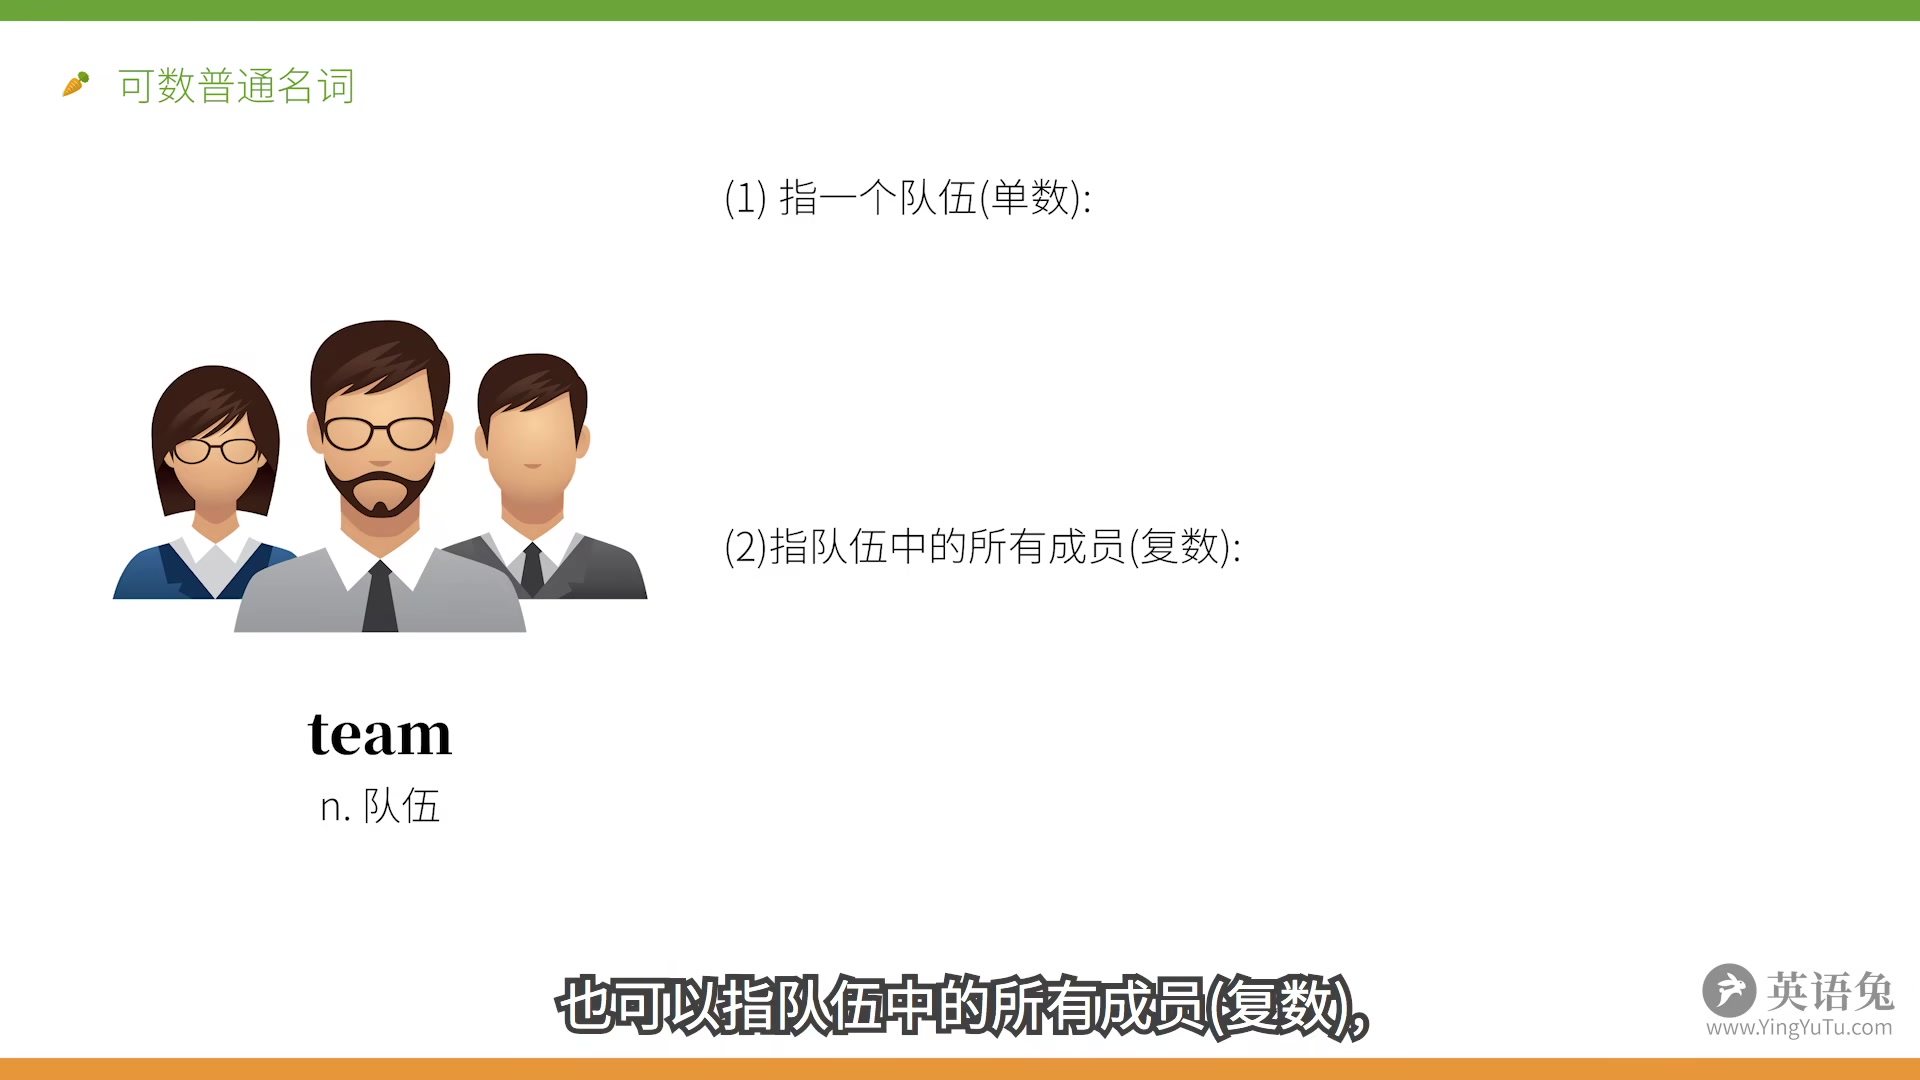 可数普通名词
(1) 指一个队伍(单数):
(2)指队伍中的所有成员(复数):
team
n. 队伍
也可以指队伍中的所有成员(复数),
英语兔
www.YingYuTu.com